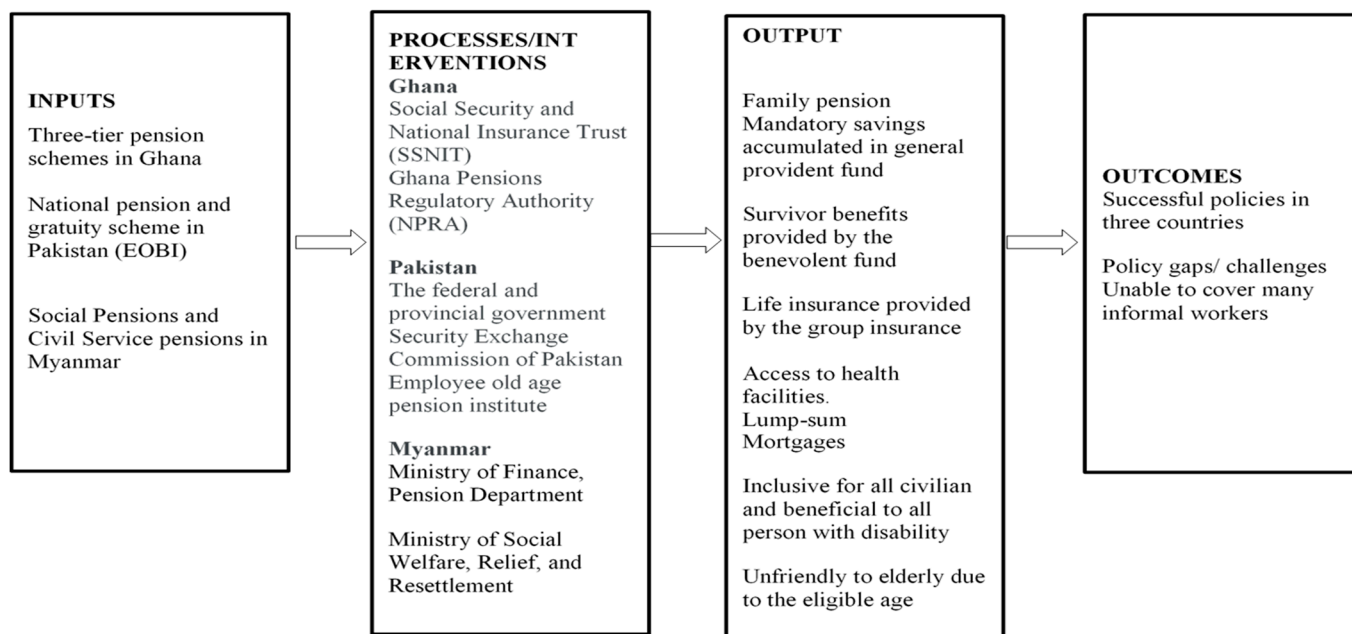 INPUTS
Three-tier pension
schemes in Ghana
National pension and
gratuity scheme in
Pakistan (EOBI)
Social Pensions and
Civil Service pensions in
Myanmar
PROCESSES/INT
ERVENTIONS
Ghana
Social Security and
National Insurance Trust
(SSNIT)
Ghana Pensions
Regulatory Authority
(NPRA)
Pakistan
The federal and
provincial government
Security Exchange
Commission of Pakistan
Employee old age
pension institute
Myanmar
Ministry of Finance,
Pension Department
Ministry of Social
Welfare, Relief, and
Resettlement
OUTPUT
Family pension
Mandatory savings
accumulated in general
provident fund
Survivor benefits
provided by the
benevolent fund
Life insurance provided
by the group insurance
Access to health
facilities.
Lump-sum
Mortgages
Inclusive for all civilian
and beneficial to all
person with disability
Unfriendly to elderly due
to the eligible age
OUTCOMES
Successful policies in
three countries
Policy gaps/ challenges
Unable to cover many
informal workers